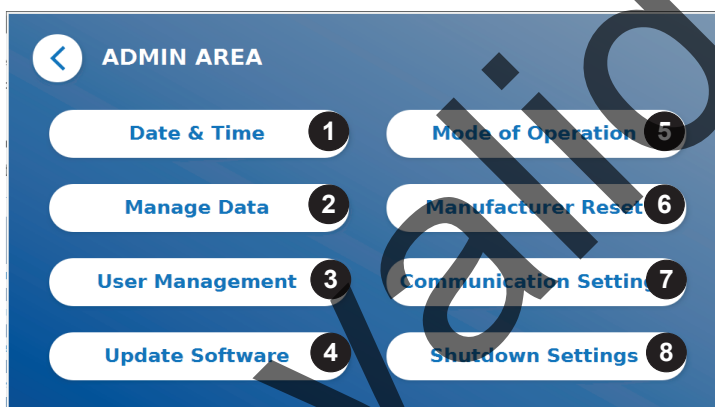 ADMIN AREA
Date & Time 1
Mode of Operation 5
Manage Data 2
Manufacturer Reset 6
User Management 3
Communication Setting 7
Update Software 4
Shutdown Settings 8
valid